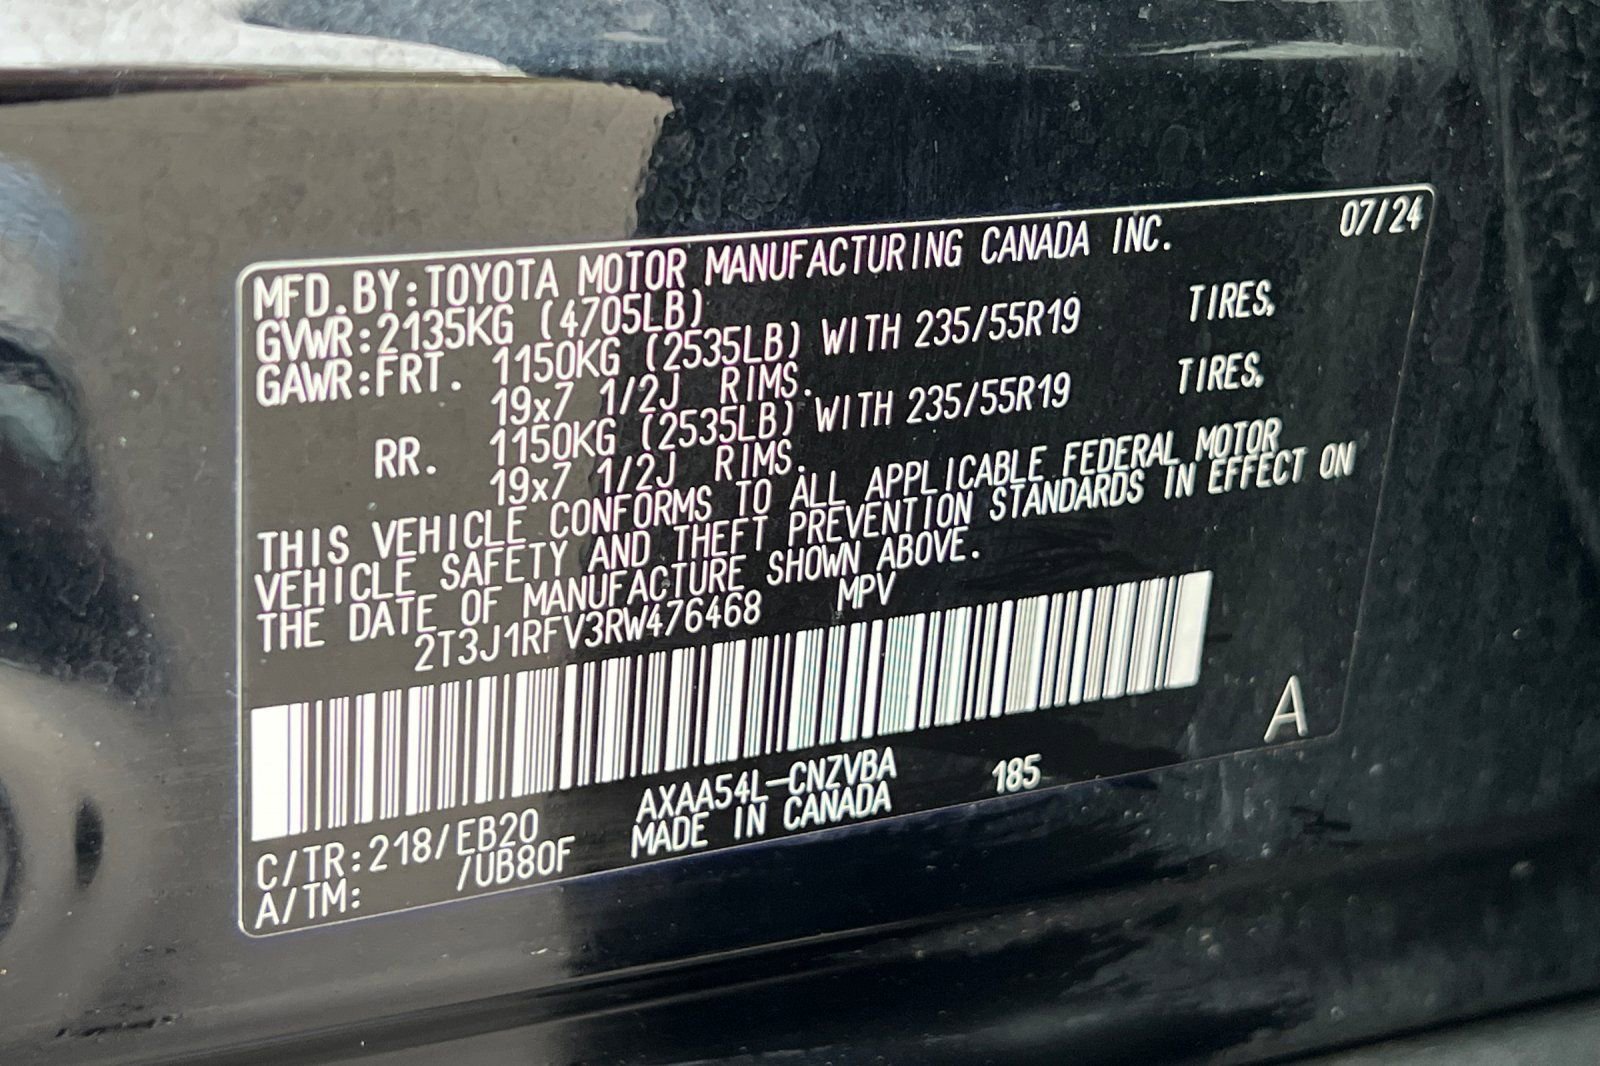 MFD.BY:TOYOTA MOTOR MANUFACTURING CANADA INC. 07/24
GVWR:2135KG (4705LB)
GAWR:FRT. 1150KG (2535LB) WITH 235/55R19 TIRES,
19x7 1/2J RIMS.
RR. 1150KG (2535LB) WITH 235/55R19 TIRES,
19x7 1/2J RIMS.
THIS VEHICLE CONFORMS TO ALL APPLICABLE FEDERAL MOTOR
VEHICLE SAFETY AND THEFT PREVENTION STANDARDS IN EFFECT ON
THE DATE OF MANUFACTURE SHOWN ABOVE.
2T3J1RFV3RW476468 MPV
A
C/TR:218/EB20 AXAA54L-CNZVBA 185
A/TM: /UB80F MADE IN CANADA